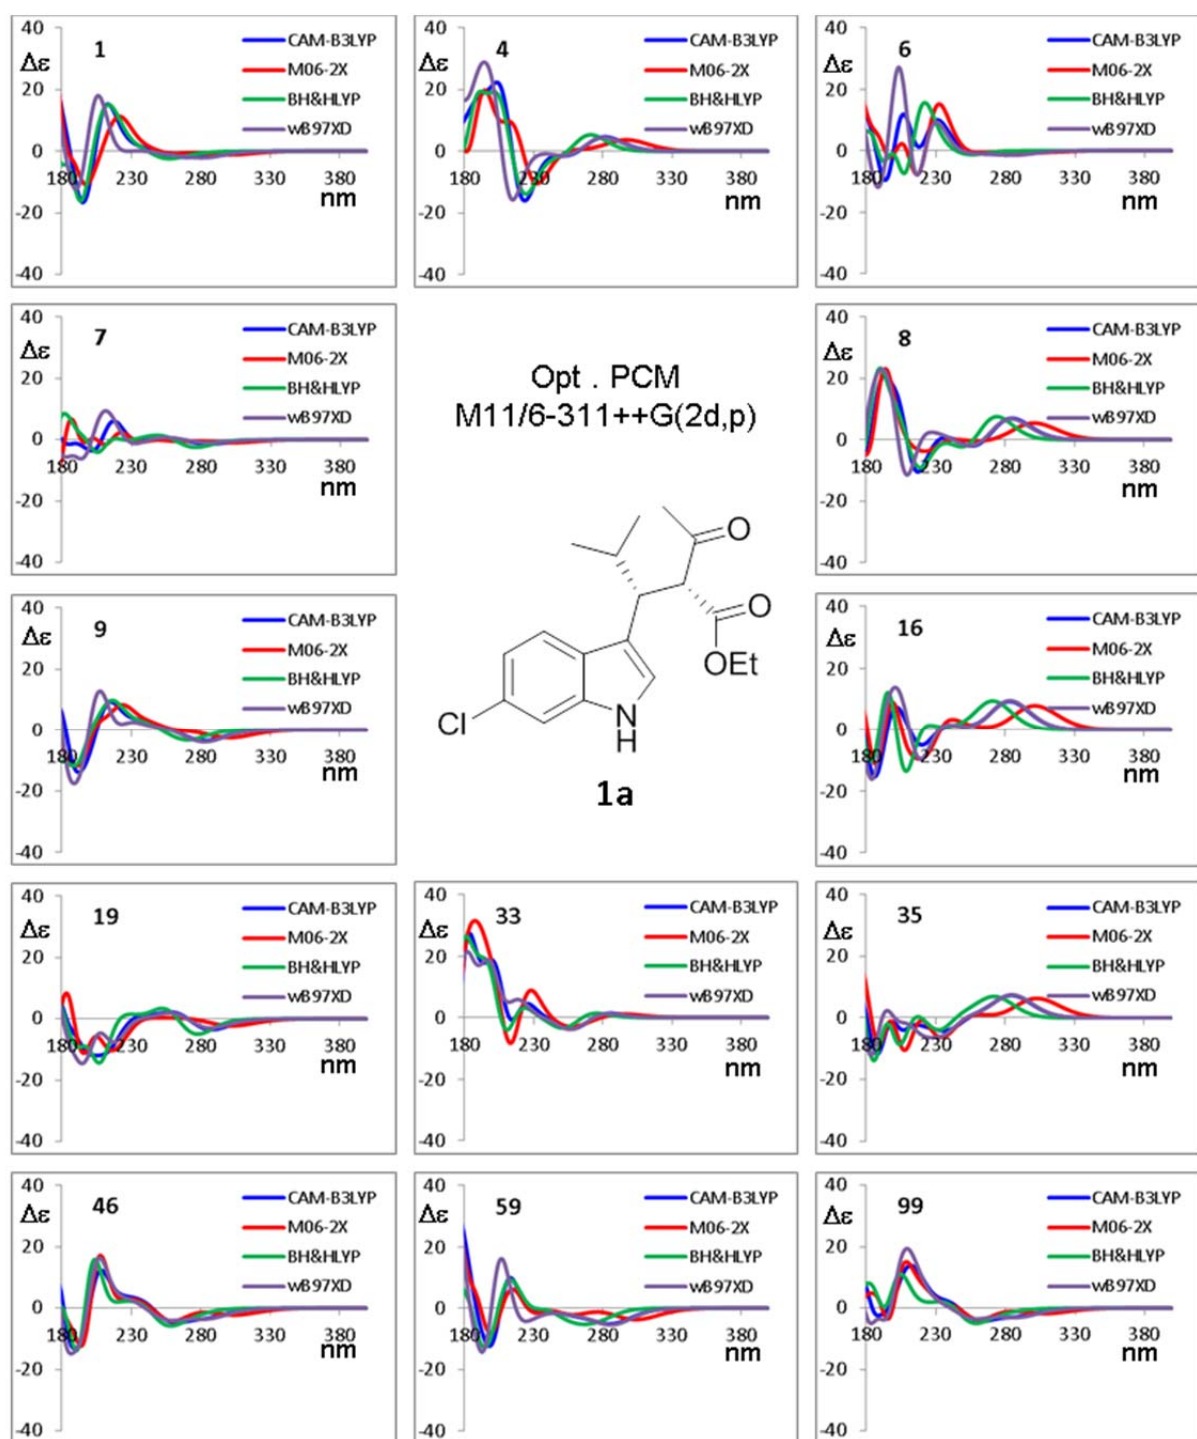 40
1
Δε
20
0
-20
-40
180
230
280
330
380
nm
CAM-B3LYP
M06-2X
BH&HLYP
wB97XD
40
4
Δε
20
0
-20
-40
180
230
280
330
380
nm
CAM-B3LYP
M06-2X
BH&HLYP
wB97XD
40
6
Δε
20
0
-20
-40
180
230
280
330
380
nm
CAM-B3LYP
M06-2X
BH&HLYP
wB97XD
40
7
Δε
20
0
-20
-40
180
230
280
330
380
nm
CAM-B3LYP
M06-2X
BH&HLYP
wB97XD
Opt . PCM
M11/6-311++G(2d,p)
O
O
OEt
Cl
N
H
1a
40
8
Δε
20
0
-20
-40
180
230
280
330
380
nm
CAM-B3LYP
M06-2X
BH&HLYP
wB97XD
40
9
Δε
20
0
-20
-40
180
230
280
330
380
nm
CAM-B3LYP
M06-2X
BH&HLYP
wB97XD
40
16
Δε
20
0
-20
-40
180
230
280
330
380
nm
CAM-B3LYP
M06-2X
BH&HLYP
wB97XD
40
19
Δε
20
0
-20
-40
180
230
280
330
380
nm
CAM-B3LYP
M06-2X
BH&HLYP
wB97XD
40
33
Δε
20
0
-20
-40
180
230
280
330
380
nm
CAM-B3LYP
M06-2X
BH&HLYP
wB97XD
40
35
Δε
20
0
-20
-40
180
230
280
330
380
nm
CAM-B3LYP
M06-2X
BH&HLYP
wB97XD
40
46
Δε
20
0
-20
-40
180
230
280
330
380
nm
CAM-B3LYP
M06-2X
BH&HLYP
wB97XD
40
59
Δε
20
0
-20
-40
180
230
280
330
380
nm
CAM-B3LYP
M06-2X
BH&HLYP
wB97XD
40
99
Δε
20
0
-20
-40
180
230
280
330
380
nm
CAM-B3LYP
M06-2X
BH&HLYP
wB97XD